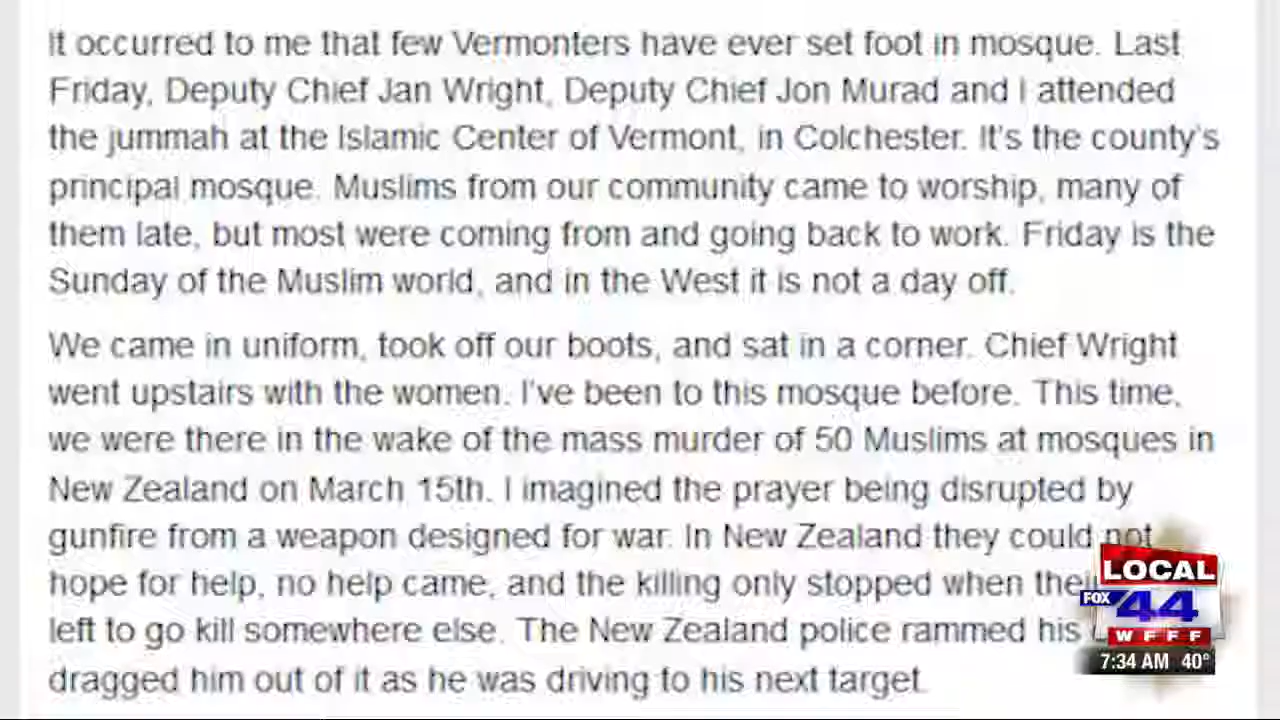 It occurred to me that few Vermonters have ever set foot in mosque. Last
Friday, Deputy Chief Jan Wright, Deputy Chief Jon Murad and I attended
the jummah at the Islamic Center of Vermont, in Colchester. It's the county's
principal mosque. Muslims from our community came to worship, many of
them late, but most were coming from and going back to work. Friday is the
Sunday of the Muslim world, and in the West it is not a day off.
We came in uniform, took off our boots, and sat in a corner. Chief Wright
went upstairs with the women. I've been to this mosque before. This time,
we were there in the wake of the mass murder of 50 Muslims at mosques in
New Zealand on March 15th. I imagined the prayer being disrupted by
gunfire from a weapon designed for war. In New Zealand they could not
hope for help, no help came, and the killing only stopped when
left to go kill somewhere else. The New Zealand police rammed his
dragged him out of it as he was driving to his next target.
LOCAL
FOX 44
WFFF
7:34 AM 40°